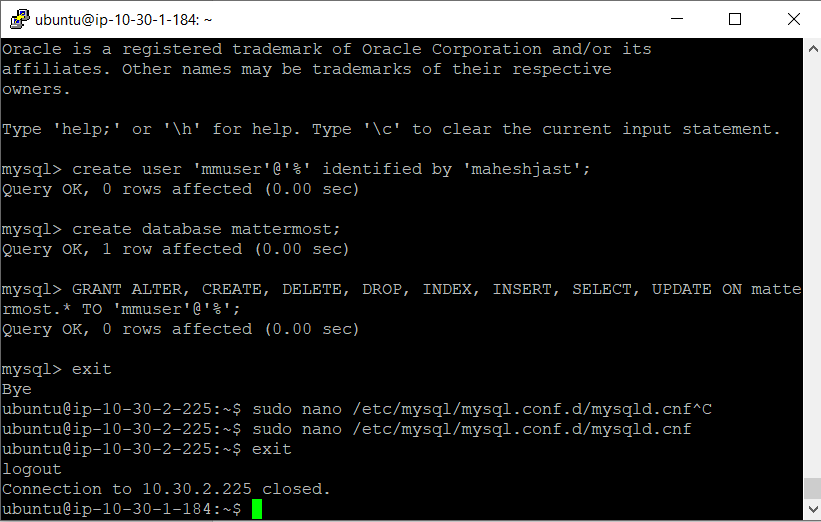 ubuntu@ip-10-30-1-184: ~
Oracle is a registered trademark of Oracle Corporation and/or its
affiliates. Other names may be trademarks of their respective
owners.
Type 'help;' or '\h' for help. Type '\c' to clear the current input statement.
mysql> create user 'mmuser'@'%' identified by 'maheshjast';
Query OK, 0 rows affected (0.00 sec)
mysql> create database mattermost;
Query OK, 1 row affected (0.00 sec)
mysql> GRANT ALTER, CREATE, DELETE, DROP, INDEX, INSERT, SELECT, UPDATE ON matte
rmost.* TO 'mmuser'@'%';
Query OK, 0 rows affected (0.00 sec)
mysql> exit
Bye
ubuntu@ip-10-30-2-225:~$ sudo nano /etc/mysql/mysql.conf.d/mysqld.cnf^C
ubuntu@ip-10-30-2-225:~$ sudo nano /etc/mysql/mysql.conf.d/mysqld.cnf
ubuntu@ip-10-30-2-225:~$ exit
logout
Connection to 10.30.2.225 closed.
ubuntu@ip-10-30-1-184:~$